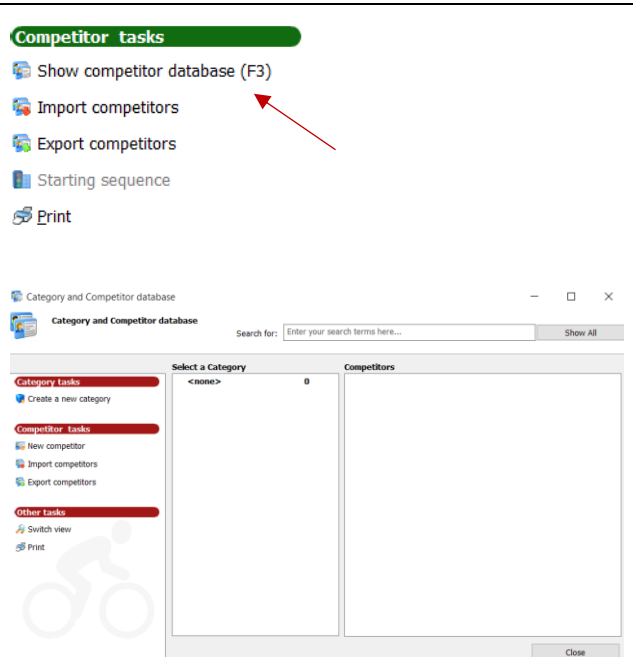 Competitor tasks
Show competitor database (F3)
Import competitors
Export competitors
Starting sequence
Print
Category and Competitor database
Category and Competitor database
Search for: Enter your search terms here... Show All
Select a Category Competitors
Category tasks <none> 0
Create a new category
Competitor tasks
New competitor
Import competitors
Export competitors
Other tasks
Switch view
Print
Close